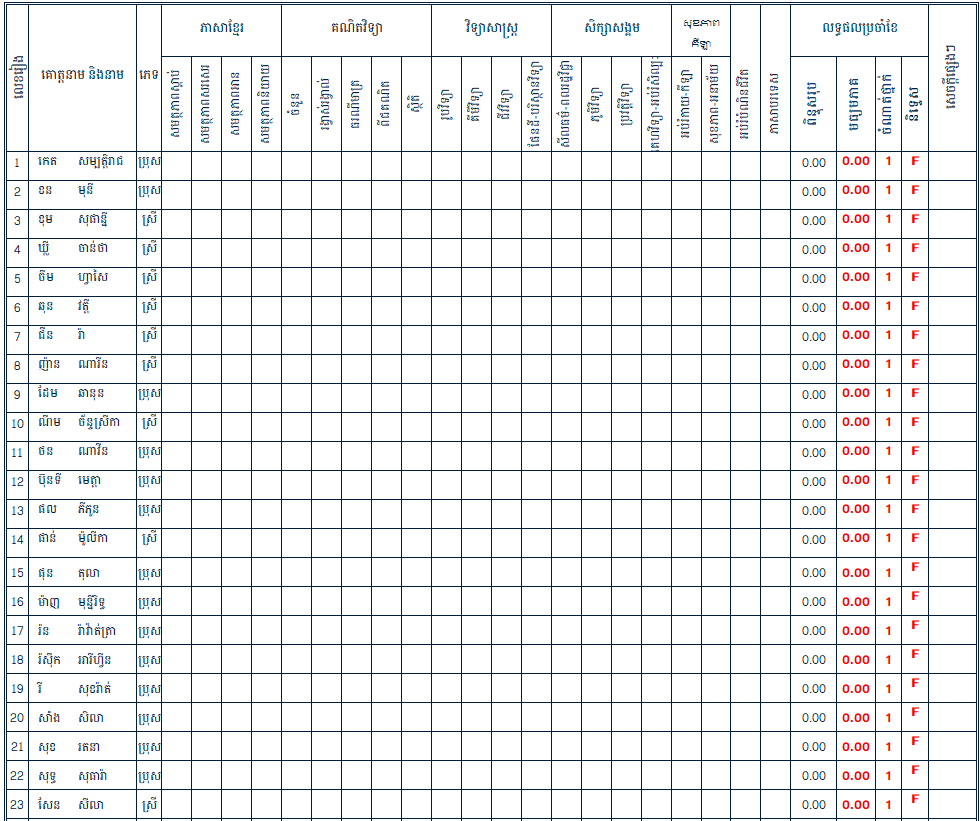 លេខរៀង គោត្តនាម និងនាម ភេទ ភាសាខ្មែរ គណិតវិទ្យា វិទ្យាសាស្ត្រ សិក្សាសង្គម សុខភាព កីឡា លទ្ធផលប្រចាំខែ សេចក្តីផ្សេងៗ
សមត្ថភាពស្តាប់ សមត្ថភាពសរសេរ សមត្ថភាពអាន សមត្ថភាពនិយាយ ចំនួន រង្វាស់រង្វាល់ ធរណីមាត្រ ពីជគណិត ស្ថិតិ រូបវិទ្យា គីមីវិទ្យា ជីវវិទ្យា ផែនដី-បរិស្ថានវិទ្យា សីលធម៌-ពលរដ្ឋវិជ្ជា ភូមិវិទ្យា ប្រវត្តិវិទ្យា គេហវិទ្យា-អប់រំសិល្បៈ អប់រំកាយ-កីឡា សុខភាព-អនាម័យ អប់រំបំណិនជីវិត ភាសាបរទេស ពិន្ទុសរុប មធ្យមភាគ ចំណាត់ថ្នាក់ និទ្ទេស
1 កេត សម្បត្តិរាជ ប្រុស 0.00 0.00 1 F
2 ខន មុនី ប្រុស 0.00 0.00 1 F
3 ខុម សុផាន្នី ស្រី 0.00 0.00 1 F
4 ឃ្លី ចាន់ថា ស្រី 0.00 0.00 1 F
5 ចឹម ហ្វាសៃ ស្រី 0.00 0.00 1 F
6 ឆុន វត្តី ស្រី 0.00 0.00 1 F
7 ជឺន រ៉ា ស្រី 0.00 0.00 1 F
8 ញ៉ាន ណារីន ស្រី 0.00 0.00 1 F
9 ដែម ឆានុន ប្រុស 0.00 0.00 1 F
10 ណឹម ច័ន្ទស្រីកា ស្រី 0.00 0.00 1 F
11 ថន ណាវីន ប្រុស 0.00 0.00 1 F
12 ប៊ុនទី មេត្តា ប្រុស 0.00 0.00 1 F
13 ផល ភីភូន ប្រុស 0.00 0.00 1 F
14 ផាន់ ម៉ូលីកា ស្រី 0.00 0.00 1 F
15 ផុន តុលា ប្រុស 0.00 0.00 1 F
16 ម៉ាញ មុន្នីរិទ្ធ ប្រុស 0.00 0.00 1 F
17 រ៉ន រ៉ាវ៉ាត់ត្រា ប្រុស 0.00 0.00 1 F
18 រ៉ស៊ីក អារីហ្វីន ប្រុស 0.00 0.00 1 F
19 រី សុខរ៉ាត់ ប្រុស 0.00 0.00 1 F
20 សាំង សិលា ប្រុស 0.00 0.00 1 F
21 សុខ រតនា ប្រុស 0.00 0.00 1 F
22 សុទ្ធ សុធារ៉ា ប្រុស 0.00 0.00 1 F
23 សែន សីលា ស្រី 0.00 0.00 1 F